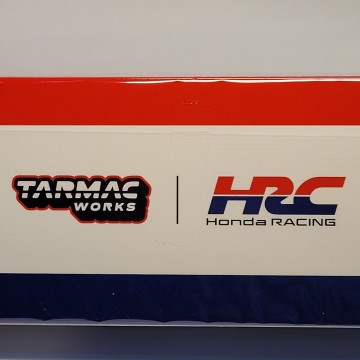 TARMAC
WORKS
HRC
Honda RACING